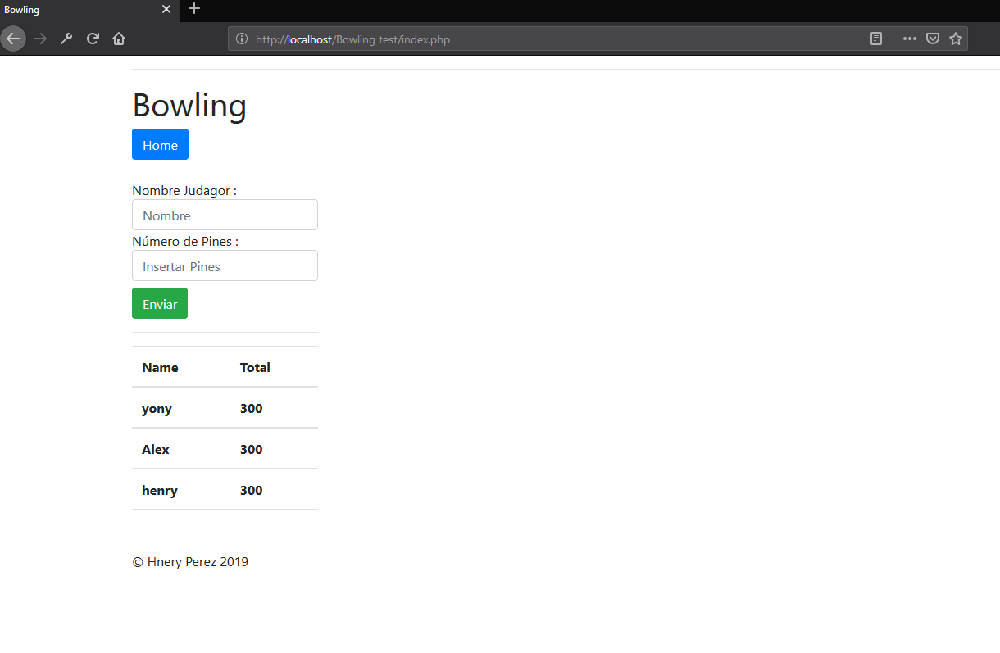 Bowling
http://localhost/Bowling test/index.php
Bowling
Home
Nombre Judagor :
Nombre
Número de Pines :
Insertar Pines
Enviar
Name Total
yony 300
Alex 300
henry 300
© Hnery Perez 2019